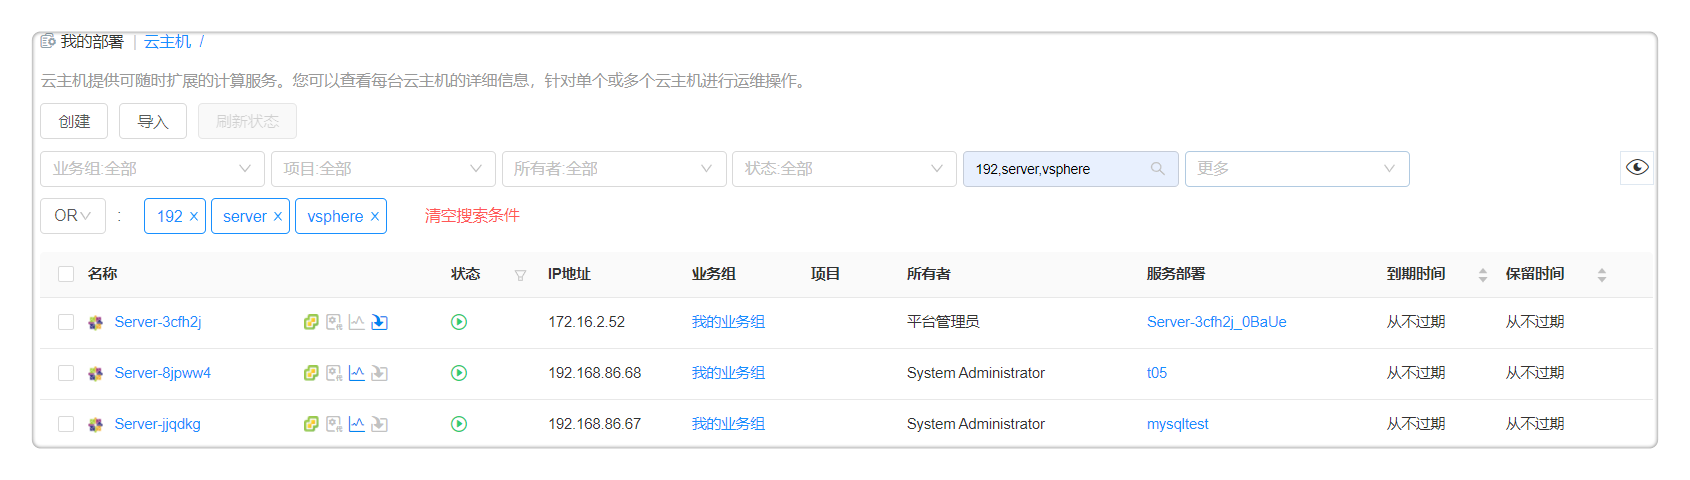 我的部署 | 云主机 /
云主机提供可随时扩展的计算服务。您可以查看每台云主机的详细信息，针对单个或多个云主机进行运维操作。
创建 导入 刷新状态
业务组:全部 项目:全部 所有者:全部 状态:全部 192,server,vsphere 更多
OR : 192 × server × vsphere × 清空搜索条件
名称 状态 IP地址 业务组 项目 所有者 服务部署 到期时间 保留时间
Server-3cfh2j 172.16.2.52 我的业务组 平台管理员 Server-3cfh2j_0BaUe 从不过期 从不过期
Server-8jpww4 192.168.86.68 我的业务组 System Administrator t05 从不过期 从不过期
Server-jjqdkg 192.168.86.67 我的业务组 System Administrator mysqltest 从不过期 从不过期